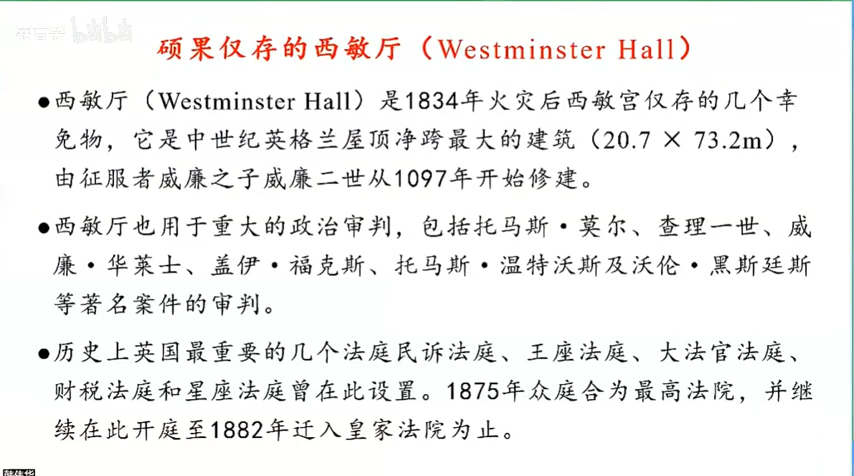 硕果仅存的西敏厅（Westminster Hall）
●西敏厅（Westminster Hall）是1834年火灾后西敏宫仅存的几个幸
免物，它是中世纪英格兰屋顶净跨最大的建筑（20.7 × 73.2m），
由征服者威廉之子威廉二世从1097年开始修建。
●西敏厅也用于重大的政治审判，包括托马斯·莫尔、查理一世、威
廉·华莱士、盖伊·福克斯、托马斯·温特沃斯及沃伦·黑斯廷斯
等著名案件的审判。
●历史上英国最重要的几个法庭民诉法庭、王座法庭、大法官法庭、
财税法庭和星座法庭曾在此设置。1875年众庭合为最高法院，并继
续在此开庭至1882年迁入皇家法院为止。